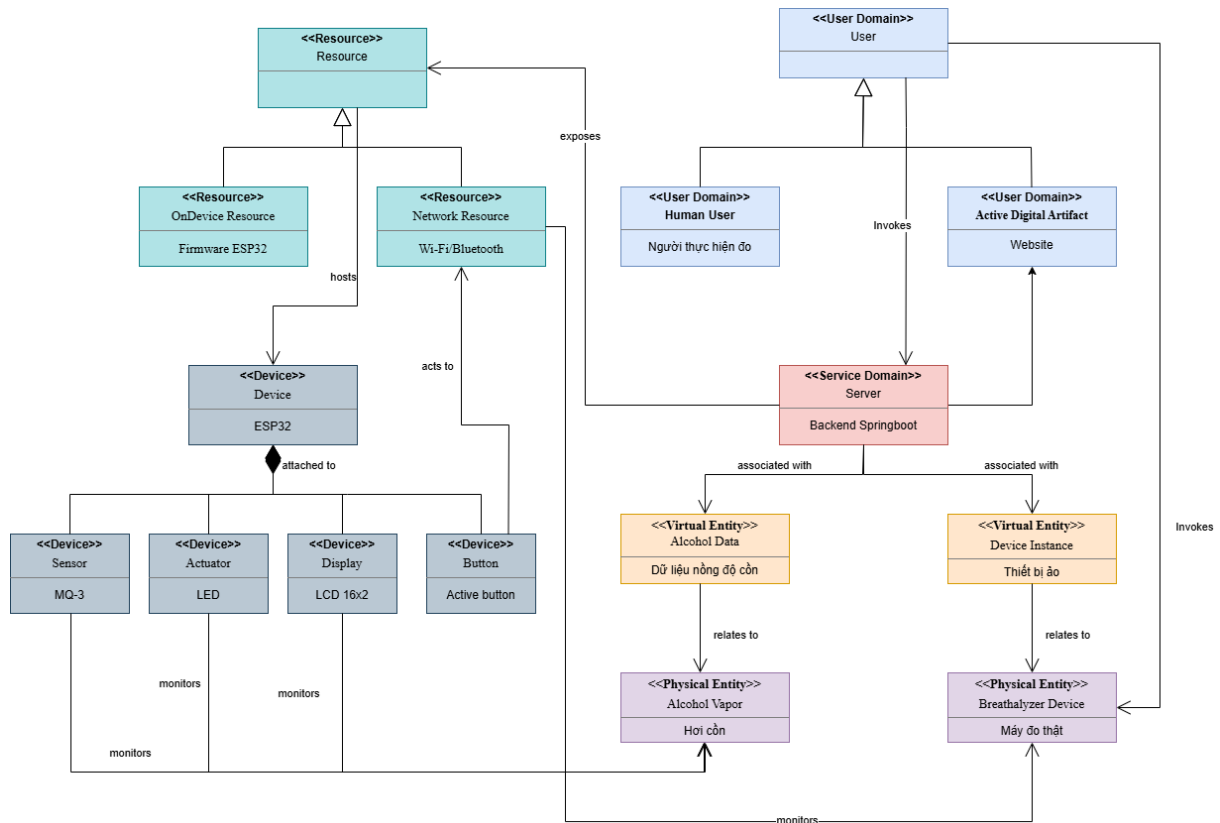 <<Resource>>
Resource
<<User Domain>>
User
exposes
<<Resource>>
OnDevice Resource
Firmware ESP32
<<Resource>>
Network Resource
Wi-Fi/Bluetooth
<<User Domain>>
Human User
Người thực hiện đo
<<User Domain>>
Active Digital Artifact
Website
Invokes
hosts
acts to
<<Device>>
Device
ESP32
<<Service Domain>>
Server
Backend Springboot
attached to
associated with
associated with
<<Device>>
Sensor
MQ-3
<<Device>>
Actuator
LED
<<Device>>
Display
LCD 16x2
<<Device>>
Button
Active button
<<Virtual Entity>>
Alcohol Data
Dữ liệu nồng độ cồn
<<Virtual Entity>>
Device Instance
Thiết bị ảo
Invokes
relates to
relates to
monitors
monitors
<<Physical Entity>>
Alcohol Vapor
Hơi cồn
<<Physical Entity>>
Breathalyzer Device
Máy đo thật
monitors
monitors